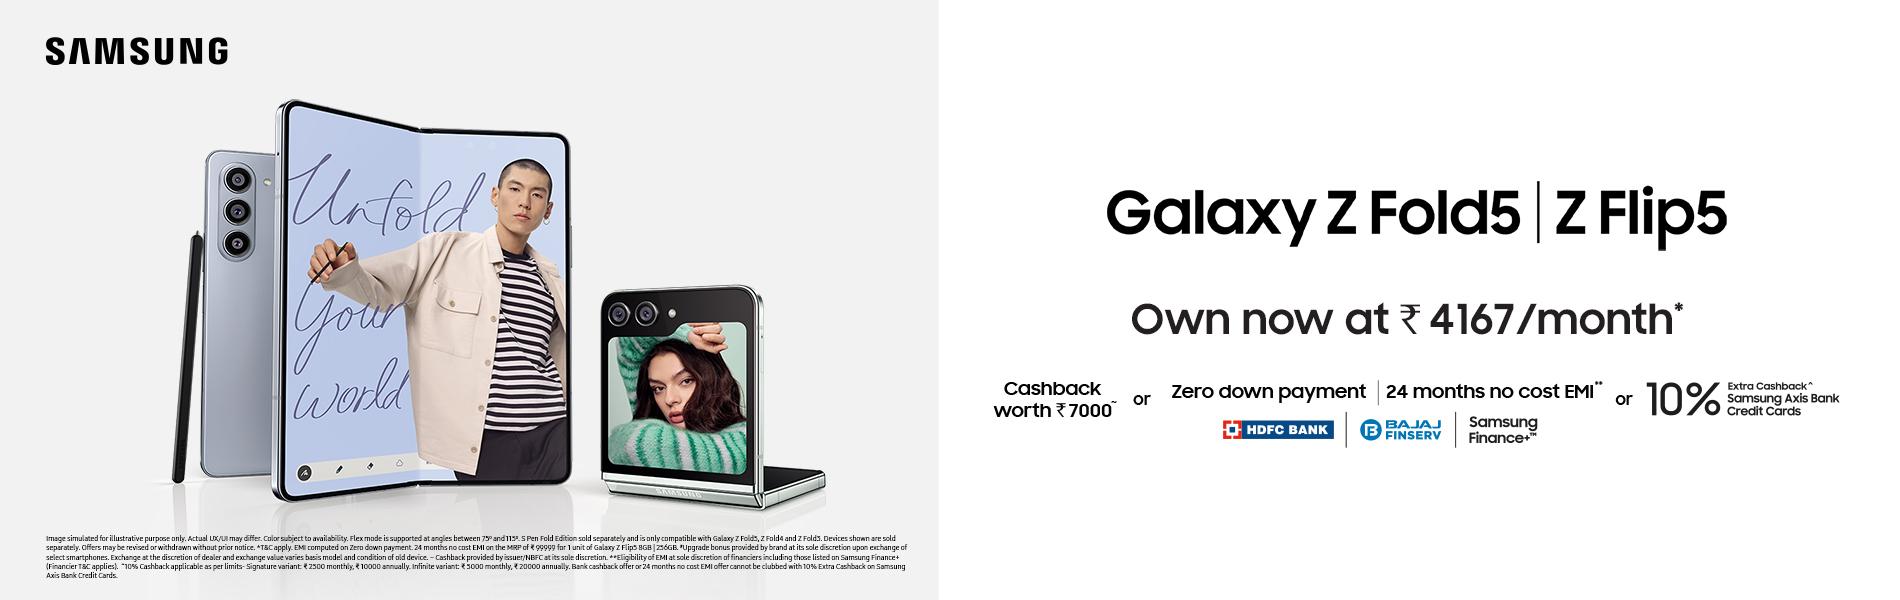 SAMSUNG
Unfold
Your
world
SAMSUNG
Galaxy Z Fold5 | Z Flip5
Own now at ₹ 4167/month*
Cashback
worth ₹ 7000~
or
Zero down payment | 24 months no cost EMI**
HDFC BANK
BAJAJ
FINSERV
Samsung
Finance+™
or
10%
Extra Cashback^
Samsung Axis Bank
Credit Cards
Image simulated for illustrative purpose only. Actual UX/UI may differ. Color subject to availability. Flex mode is supported at angles between 75º and 115º. S Pen Fold Edition sold separately and is only compatible with Galaxy Z Fold5, Z Fold4 and Z Fold3. Devices shown are sold
separately. Offers may be revised or withdrawn without prior notice. *T&C apply. EMI computed on Zero down payment. 24 months no cost EMI on the MRP of ₹ 99999 for 1 unit of Galaxy Z Flip5 8GB | 256GB. #Upgrade bonus provided by brand at its sole discretion upon exchange of
select smartphones. Exchange at the discretion of dealer and exchange value varies basis model and condition of old device. ~ Cashback provided by issuer/NBFC at its sole discretion. **Eligibility of EMI at sole discretion of financiers including those listed on Samsung Finance+
(Financier T&C applies). ^10% Cashback applicable as per limits- Signature variant: ₹ 2500 monthly, ₹ 10000 annually. Infinite variant: ₹ 5000 monthly, ₹ 20000 annually. Bank cashback offer or 24 months no cost EMI offer cannot be clubbed with 10% Extra Cashback on Samsung
Axis Bank Credit Cards.